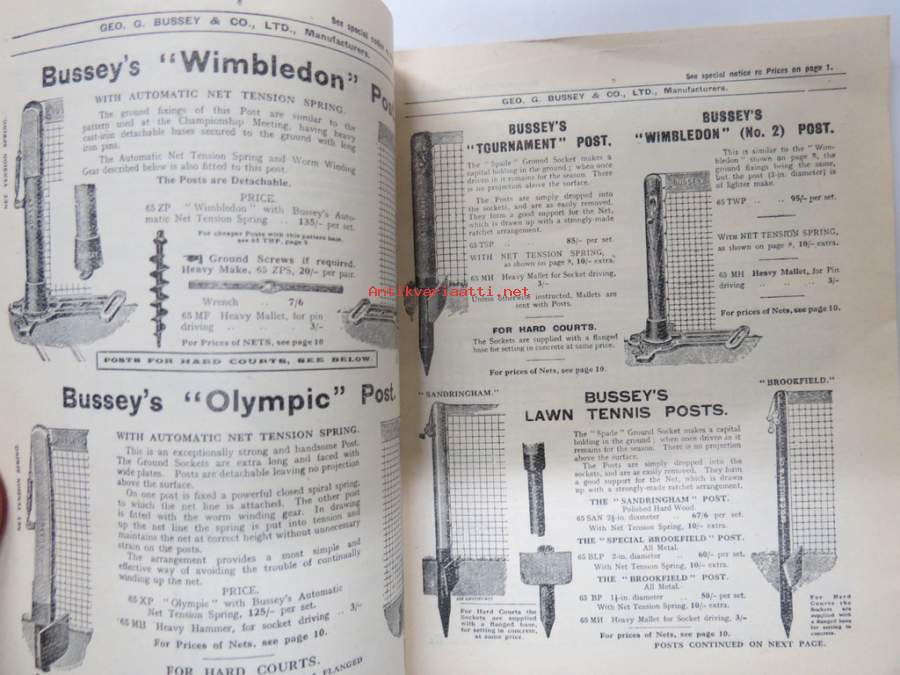 See special notice
GEO. G. BUSSEY & CO., LTD., Manufacturers.
Bussey's "Wimbledon" Post
WITH AUTOMATIC NET TENSION SPRING.
The ground fixings of this Post are similar to the
pattern used at the Championship Meeting, having heavy
cast-iron detachable bases secured to the ground with long
iron pins.
The Automatic Net Tension Spring and Worm Winding
Gear described below is also fitted to this post.
The Posts are Detachable.
PRICE.
65 ZP "Wimbledon" with Bussey's Auto-
matic Net Tension Spring .. 135/- per set.
For cheaper Posts with this pattern base,
see 65 TWP, page 9
Ground Screws if required.
Heavy Make, 65 ZPS, 20/- per pair.
Wrench .. 7/6
65 MP Heavy Mallet, for pin
driving .. .. 3/-
For Prices of NETS, see page 10
POSTS FOR HARD COURTS, SEE BELOW
NET TENSION SPRING.
Bussey's "Olympic" Post.
WITH AUTOMATIC NET TENSION SPRING.
This is an exceptionally strong and handsome Post.
The Ground Sockets are extra long and faced with
wide plates. Posts are detachable leaving no projection
above the surface.
On one post is fixed a powerful closed spiral spring,
to which the net line is attached. The other post
is fitted with the worm winding gear. In drawing
up the net line the spring is put into tension and
maintains the net at correct height without unnecessary
strain on the posts.
The arrangement provides a most simple and
effective way of avoiding the trouble of continually
winding up the net.
PRICE.
65 XP "Olympic" with Bussey's Automatic
Net Tension Spring, 125/- per set.
65 MH Heavy Hammer, for socket driving .. 3/-
For Prices of Nets, see page 10.
FOR HARD COURTS.
A FLANGED
NET TENSION SPRING
See special notice re Prices on page 1.
GEO. G. BUSSEY & CO., LTD., Manufacturers.
BUSSEY'S
"TOURNAMENT" POST.
The "Spade" Ground Socket makes a
capital holding in the ground; when once
driven in it remains for the season. There
is no projection above the surface.
The Posts are simply dropped into
the sockets, and are as easily removed.
They form a good support for the Net,
which is drawn up with a strongly-made
ratchet arrangement.
65 TSP .. .. 85/- per set.
WITH NET TENSION SPRING,
as shown on page 8, 10/- extra.
65 MH Heavy Mallet for Socket driving,
3/-
Unless otherwise instructed, Mallets are
sent with Posts.
FOR HARD COURTS.
The Sockets are supplied with a flanged
base for setting in concrete at same price.
For prices of Nets, see page 10.
BUSSEY'S
"WIMBLEDON" (No. 2) POST.
This is similar to the "Wim-
bledon" shown on page 8, the
ground fixings being the same,
but the post (2-in. diameter) is
of lighter make.
BUSSEY
65 TWP .. .. 95/- per set.
WITH NET TENSION SPRING,
as shown on page 8, 10/- extra.
65 MH Heavy Mallet, for Pin
driving .. .. 3/-
For prices of Nets, see page 10.
Antikvariaatti.net
"SANDRINGHAM."
BUSSEY'S
LAWN TENNIS POSTS.
"BROOKFIELD."
The "Spade" Ground Socket makes a capital
holding in the ground; when once driven in it
remains for the season. There is no projection
above the surface.
The Posts are simply dropped into the
sockets, and are as easily removed. They form
a good support for the Net, which is drawn
up with a strongly-made ratchet arrangement.
THE "SANDRINGHAM" POST.
Polished Hard Wood.
65 SAN 2½-in. diameter 67/6 per set.
With Net Tension Spring, 10/- extra.
THE "SPECIAL BROOKFIELD" POST.
All Metal.
65 BLP 2-in. diameter .. 60/- per set.
With Net Tension Spring, 10/- extra.
THE "BROOKFIELD" POST.
All Metal.
65 BP 1½-in. diameter .. 50/- per set.
With Net Tension Spring, 10/- extra.
65 MH Heavy Mallet for Socket driving, 3/-
For prices of Nets, see page 10.
POSTS CONTINUED ON NEXT PAGE.
For Hard Courts the
Sockets are supplied
with a flanged base,
for setting in concrete,
at same price.
For Hard
Courts the
Sockets are
supplied
with a
flanged base
for setting
in concrete
at same price.